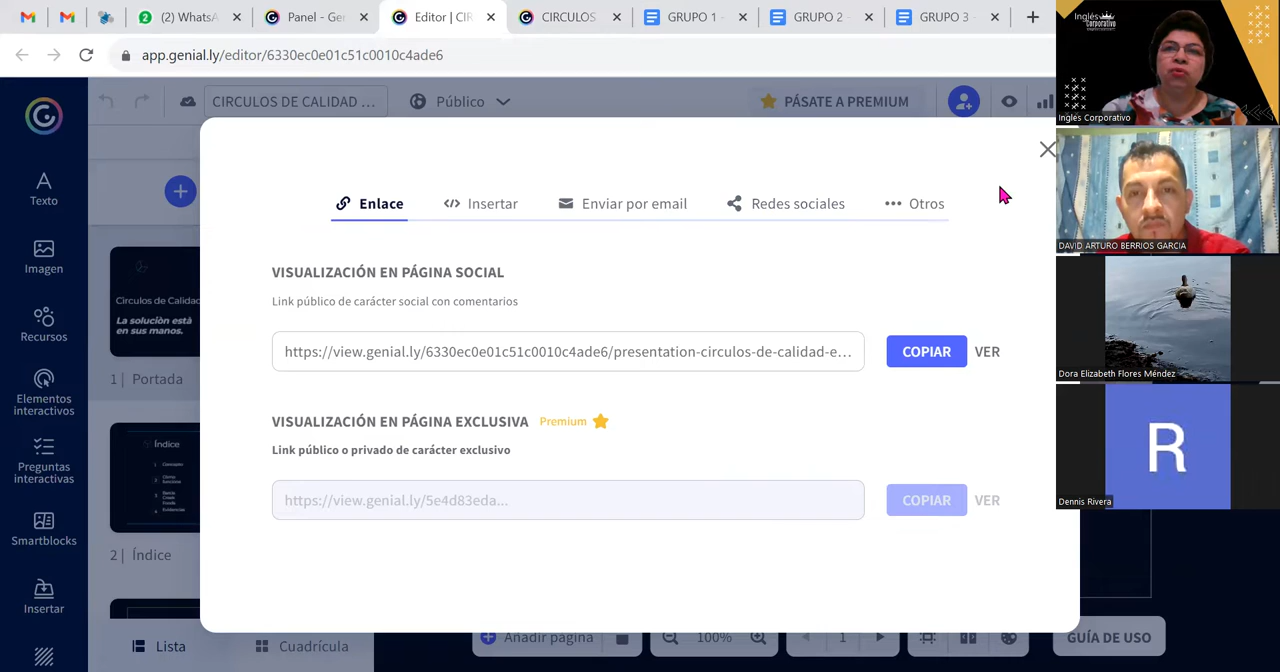 (2) WhatsA
Panel - Ger
Editor | CIR
CIRCULOS
GRUPO 1 -
GRUPO 2 -
GRUPO 3 -
app.genial.ly/editor/6330ec0e01c51c0010c4ade6
CIRCULOS DE CALIDAD ...
Público
PÁSATE A PREMIUM
Texto
Imagen
Recursos
Elementos
interactivos
Preguntas
interactivas
Smartblocks
Insertar
Circulos de Calidad
La solución está
en sus manos.
1 | Portada
Índice
2 | Índice
Lista
Cuadrícula
Enlace
Insertar
Enviar por email
Redes sociales
Otros
VISUALIZACIÓN EN PÁGINA SOCIAL
Link público de carácter social con comentarios
https://view.genial.ly/6330ec0e01c51c0010c4ade6/presentation-circulos-de-calidad-e...
COPIAR
VER
VISUALIZACIÓN EN PÁGINA EXCLUSIVA
Premium
Link público o privado de carácter exclusivo
https://view.genial.ly/5e4d83eda...
COPIAR
VER
Añadir página
100%
1
GUÍA DE USO
Inglés
Corporativo
Inglés Corporativo
DAVID ARTURO BERRIOS GARCIA
Dora Elizabeth Flores Méndez
R
Dennis Rivera